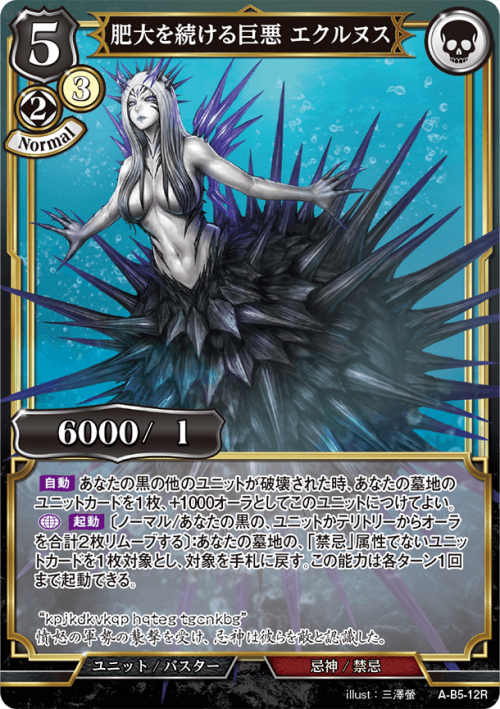 5
肥大を続ける巨悪 エクルヌス
2
3
Normal
6000/ 1
自動 あなたの黒の他のユニットが破壊された時、あなたの墓地の
ユニットカードを1枚、+1000オーラとしてこのユニットにつけてよい。
起動 〔ノーマル/あなたの黒の、ユニットかテリトリーからオーラ
を合計2枚リムーブする〕:あなたの墓地の、「禁忌」属性でないユニッ
トカードを1枚対象とし、対象を手札に戻す。この能力は各ターン1回
まで起動できる。
"kpjkdkvkqp hqteg tgcnkbg"
憤怒の軍勢の襲撃を受け、忌神は彼らを敵と認識した。
ユニット / バスター
忌神 / 禁忌
illust:三澤螢
A-B5-12R